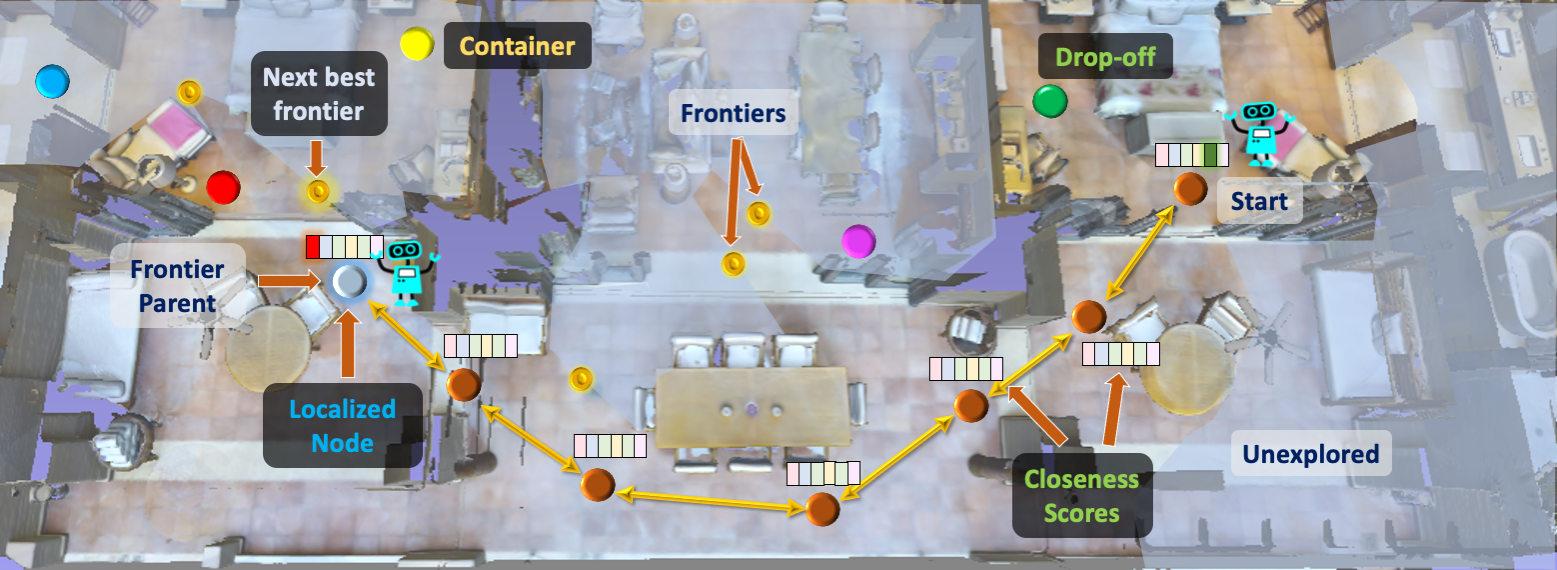 Container
Next best
frontier
Drop-off
Frontiers
Start
Frontier
Parent
Localized
Node
Unexplored
Closeness
Scores